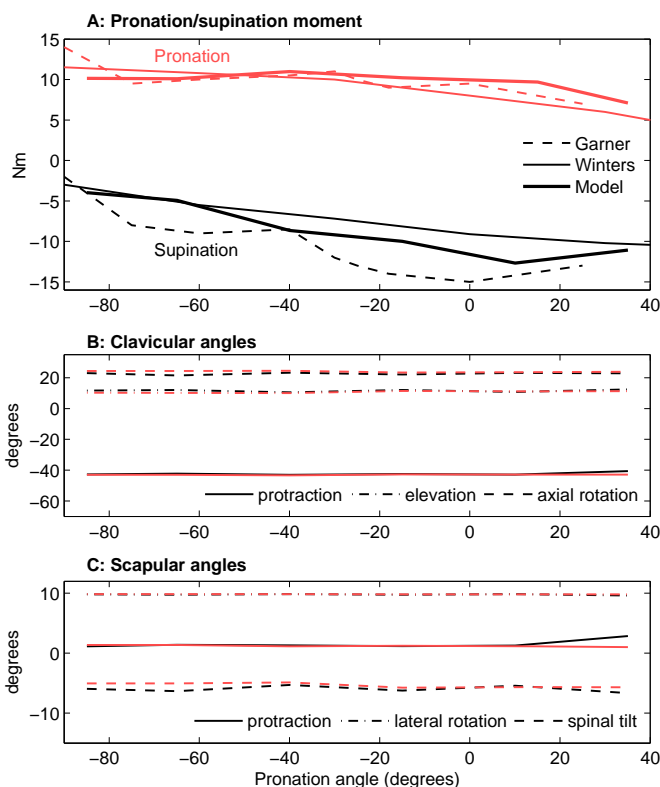 A: Pronation/supination moment
15
10
5
0
−5
−10
−15
Nm
Pronation
Supination
Garner
Winters
Model
−80 −60 −40 −20 0 20 40
B: Clavicular angles
20
0
−20
−40
−60
degrees
protraction elevation axial rotation
−80 −60 −40 −20 0 20 40
C: Scapular angles
10
0
−10
degrees
protraction lateral rotation spinal tilt
−80 −60 −40 −20 0 20 40
Pronation angle (degrees)